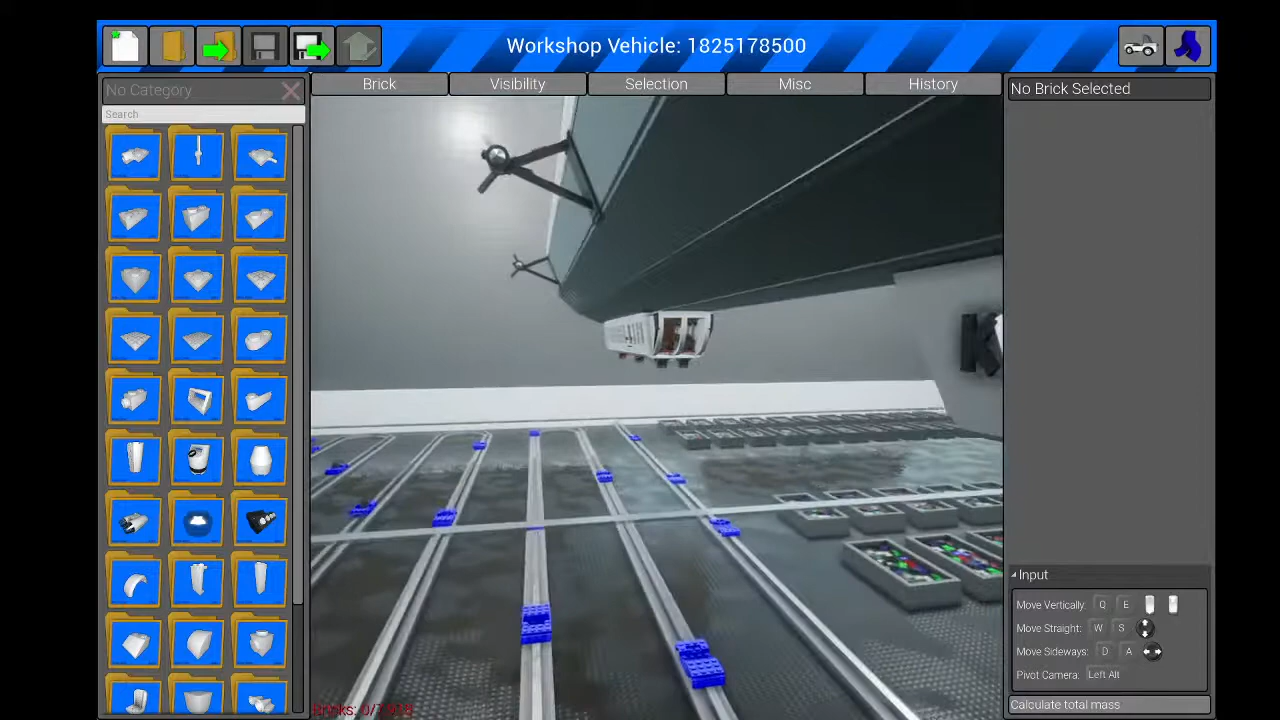 Workshop Vehicle: 1825178500
No Category
Search
Brick
Visibility
Selection
Misc
History
No Brick Selected
Input
Move Vertically: Q E
Move Straight: W S
Move Sideways: D A
Pivot Camera: Left Alt
Calculate total mass